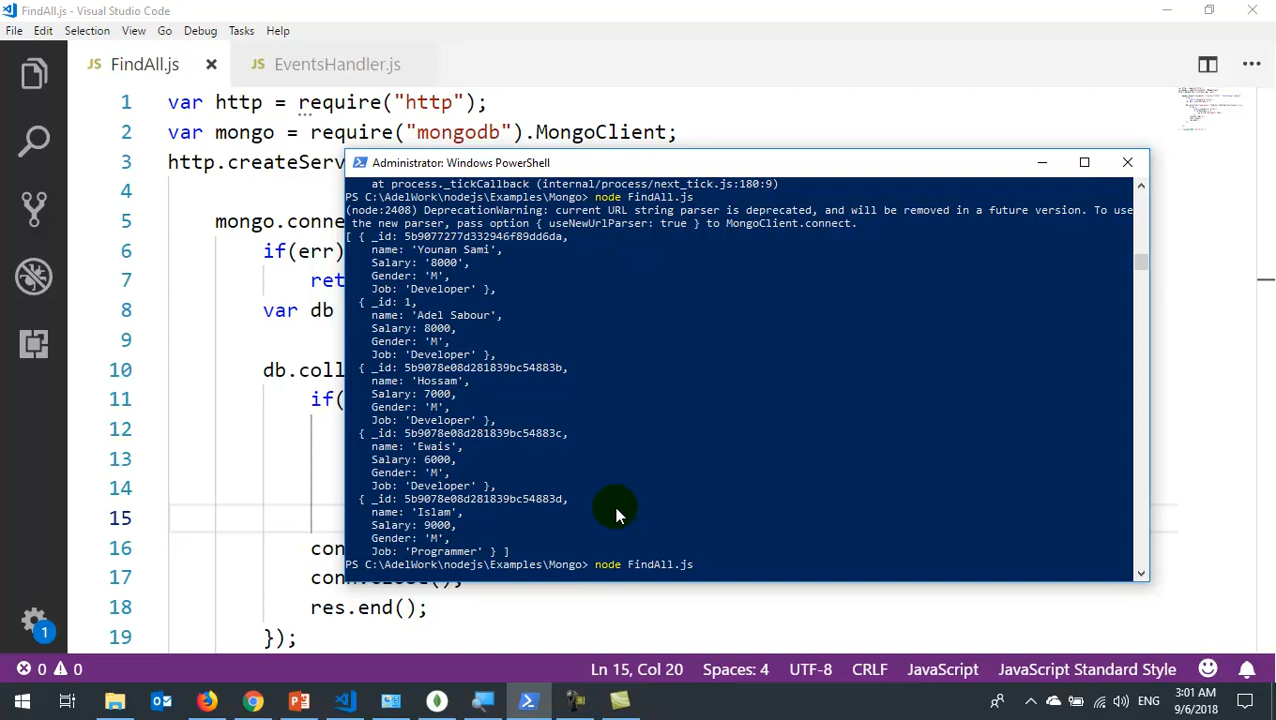 FindAll.js - Visual Studio Code
File Edit Selection View Go Debug Tasks Help
JS FindAll.js JS EventsHandler.js
1 var http = require("http");
2 var mongo = require("mongodb").MongoClient;
3 http.createServ
4
5 mongo.conne
6 if(err)
7 ret
8 var db
9
10 db.coll
11 if(
12
13
14
15
16 con
17 conn.close();
18 res.end();
19 });
Administrator: Windows PowerShell
at process._tickCallback (internal/process/next_tick.js:180:9)
PS C:\AdelWork\nodejs\Examples\Mongo> node FindAll.js
(node:2408) DeprecationWarning: current URL string parser is deprecated, and will be removed in a future version. To use
the new parser, pass option { useNewUrlParser: true } to MongoClient.connect.
[ { _id: 5b9077277d332946f89dd6da,
name: 'Younan Sami',
Salary: '8000',
Gender: 'M',
Job: 'Developer' },
{ _id: 1,
name: 'Adel Sabour',
Salary: 8000,
Gender: 'M',
Job: 'Developer' },
{ _id: 5b9078e08d281839bc54883b,
name: 'Hossam',
Salary: 7000,
Gender: 'M',
Job: 'Developer' },
{ _id: 5b9078e08d281839bc54883c,
name: 'Ewais',
Salary: 6000,
Gender: 'M',
Job: 'Developer' },
{ _id: 5b9078e08d281839bc54883d,
name: 'Islam',
Salary: 9000,
Gender: 'M',
Job: 'Programmer' } ]
PS C:\AdelWork\nodejs\Examples\Mongo> node FindAll.js
1
0 0 Ln 15, Col 20 Spaces: 4 UTF-8 CRLF JavaScript JavaScript Standard Style
ENG
3:01 AM
9/6/2018